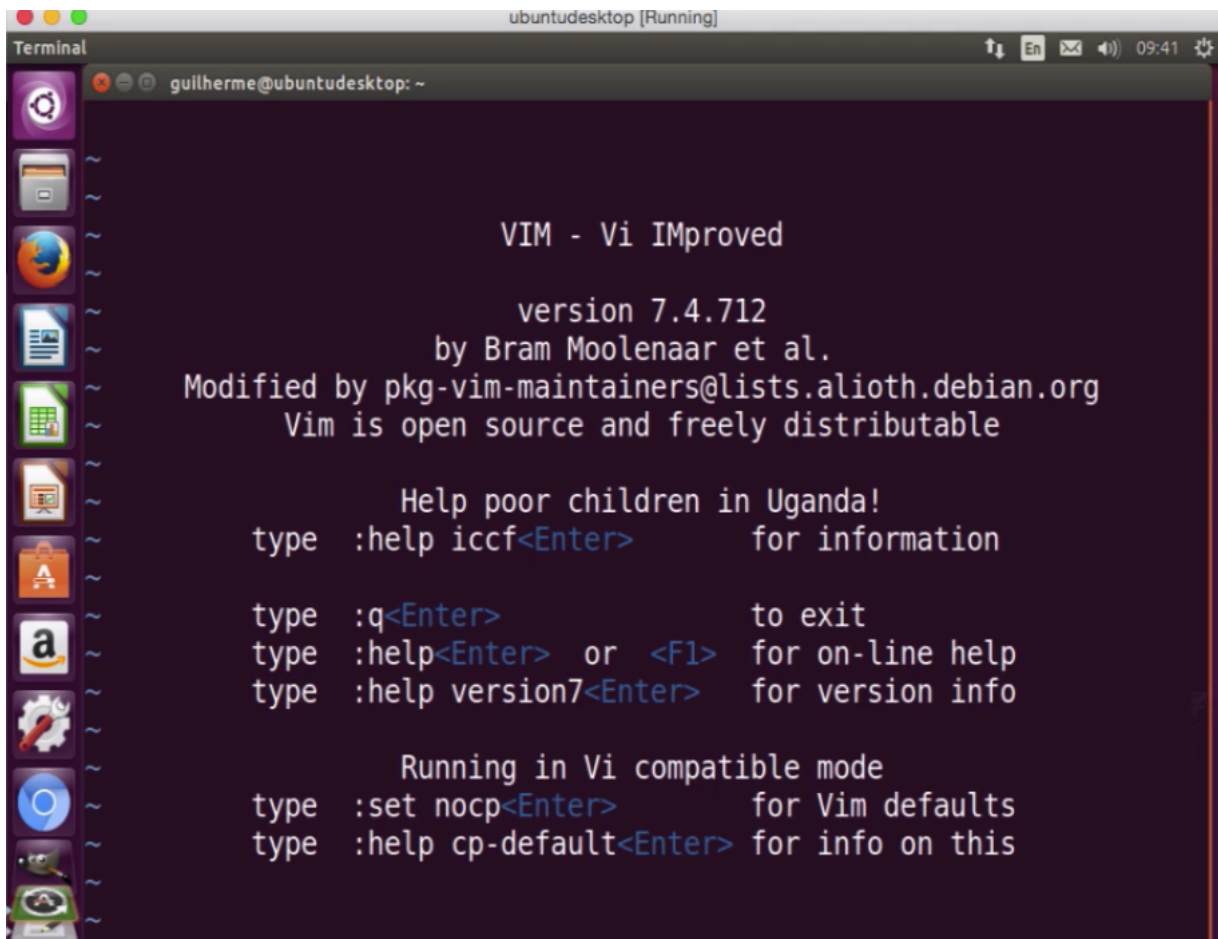 ubuntudesktop [Running]
Terminal En 09:41
guilherme@ubuntudesktop: ~
~
~
~ VIM - Vi IMproved
~
~ version 7.4.712
~ by Bram Moolenaar et al.
~ Modified by pkg-vim-maintainers@lists.alioth.debian.org
~ Vim is open source and freely distributable
~
~ Help poor children in Uganda!
~ type :help iccf<Enter> for information
~
~ type :q<Enter> to exit
~ type :help<Enter> or <F1> for on-line help
~ type :help version7<Enter> for version info
~
~ Running in Vi compatible mode
~ type :set nocp<Enter> for Vim defaults
~ type :help cp-default<Enter> for info on this
~
~